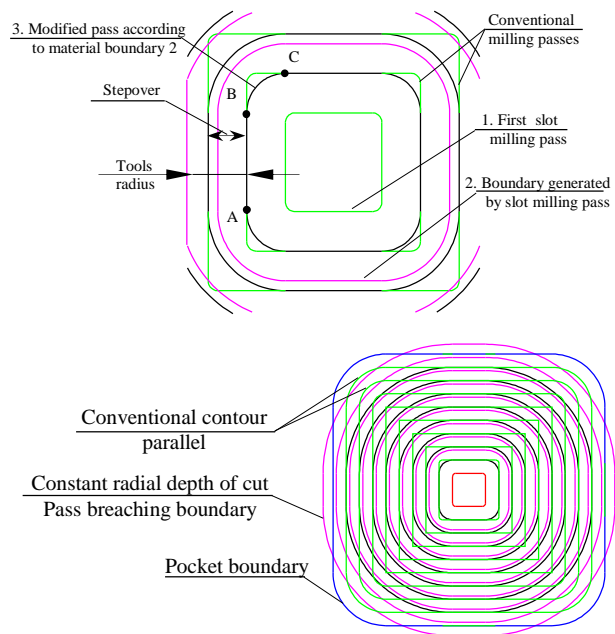 3. Modified pass according
to material boundary 2
C
Conventional
milling passes
B
Stepover
1. First slot
milling pass
Tools
radius
2. Boundary generated
by slot milling pass
A
Conventional contour
parallel
Constant radial depth of cut
Pass breaching boundary
Pocket boundary